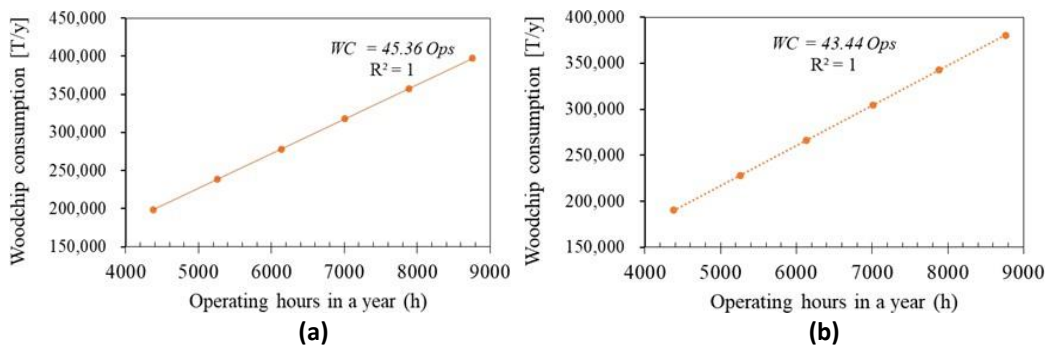 450,000
400,000
350,000
300,000
250,000
200,000
150,000
Woodchip consumption [T/y]
WC = 45.36 Ops
R² = 1
4000 5000 6000 7000 8000 9000
Operating hours in a year (h)
(a)
400,000
350,000
300,000
250,000
200,000
150,000
Woodchip consumption [T/y]
WC = 43.44 Ops
R² = 1
4000 5000 6000 7000 8000 9000
Operating hours in a year (h)
(b)